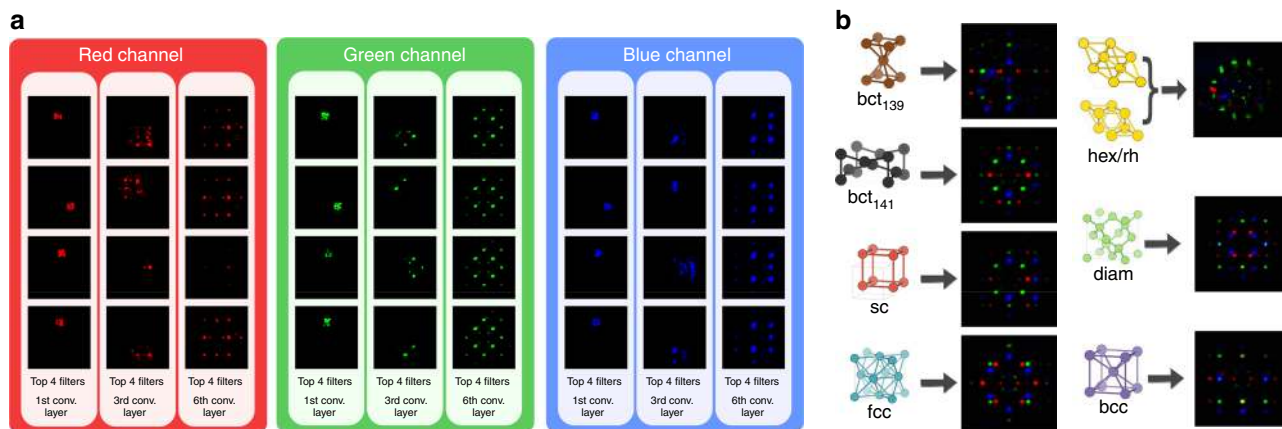 a
Red channel
Top 4 filters
1st conv.
layer
Top 4 filters
3rd conv.
layer
Top 4 filters
6th conv.
layer
Green channel
Top 4 filters
1st conv.
layer
Top 4 filters
3rd conv.
layer
Top 4 filters
6th conv.
layer
Blue channel
Top 4 filters
1st conv.
layer
Top 4 filters
3rd conv.
layer
Top 4 filters
6th conv.
layer
b
bct139
bct141
sc
fcc
hex/rh
diam
bcc